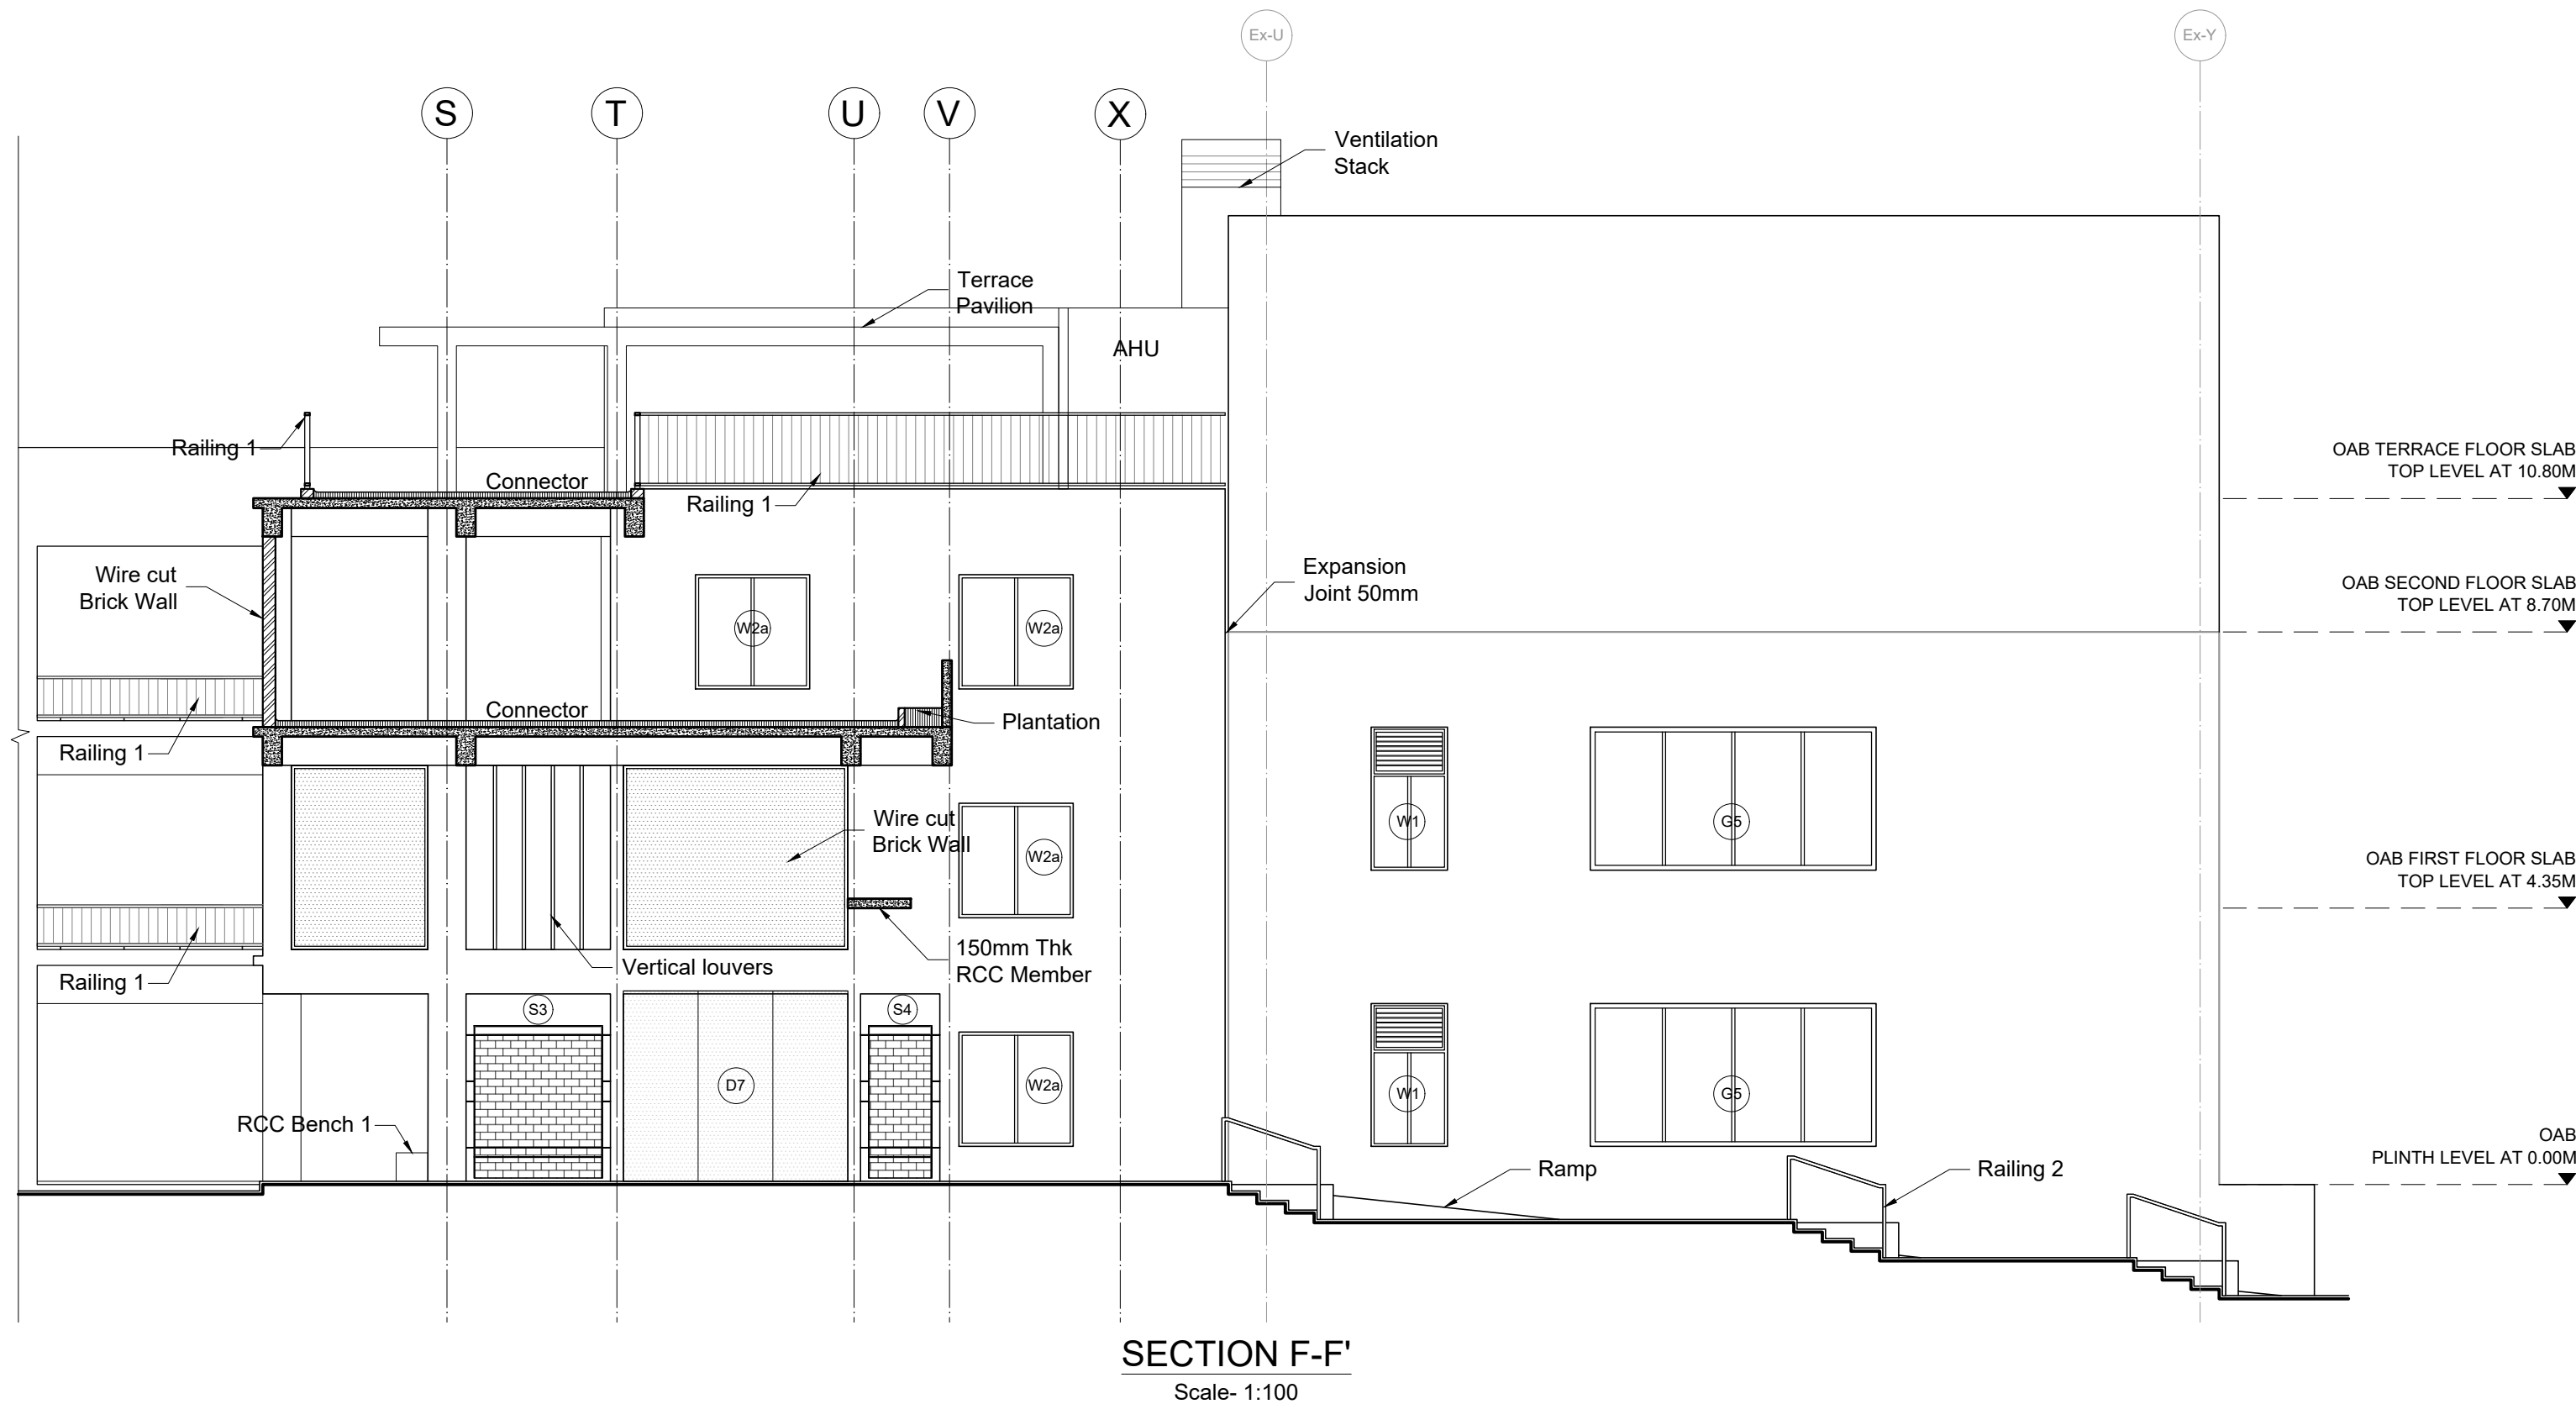 Ex-U
Ex-Y
S
T
U
V
X
Ventilation
Stack
Terrace
Pavilion
AHU
Railing 1
Connector
Railing 1
OAB TERRACE FLOOR SLAB
TOP LEVEL AT 10.80M
Wire cut
Brick Wall
Expansion
Joint 50mm
OAB SECOND FLOOR SLAB
TOP LEVEL AT 8.70M
W2a
W2a
Connector
Plantation
Railing 1
Wire cut
Brick Wall
W2a
W1
G5
OAB FIRST FLOOR SLAB
TOP LEVEL AT 4.35M
150mm Thk
RCC Member
Vertical louvers
Railing 1
S3
S4
D7
W2a
W1
G5
RCC Bench 1
OAB
PLINTH LEVEL AT 0.00M
Ramp
Railing 2
SECTION F-F'
Scale- 1:100